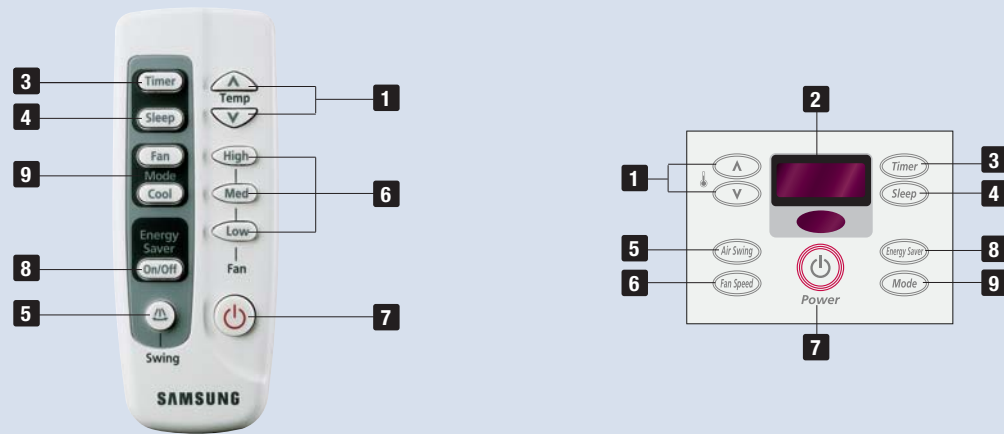 3
Timer
Temp
1
4
Sleep
Fan
High
9
Mode
6
Cool
Med
Energy
Saver
Low
8
On/Off
Fan
5
7
Swing
SAMSUNG
2
1
Timer
3
Sleep
4
5
Air Swing
Energy Saver
8
6
Fan Speed
Mode
9
Power
7